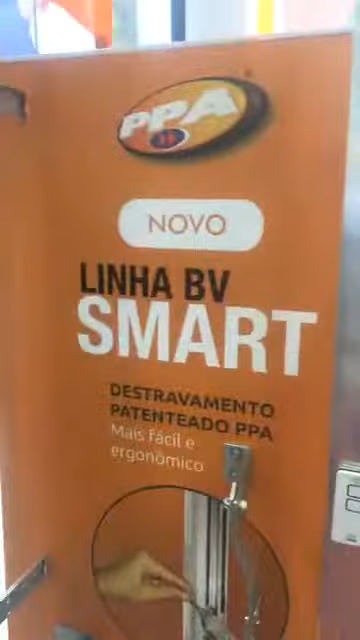 PPA
NOVO
LINHA BV
SMART
DESTRAVAMENTO
PATENTEADO PPA
Mais fácil e
ergonômico